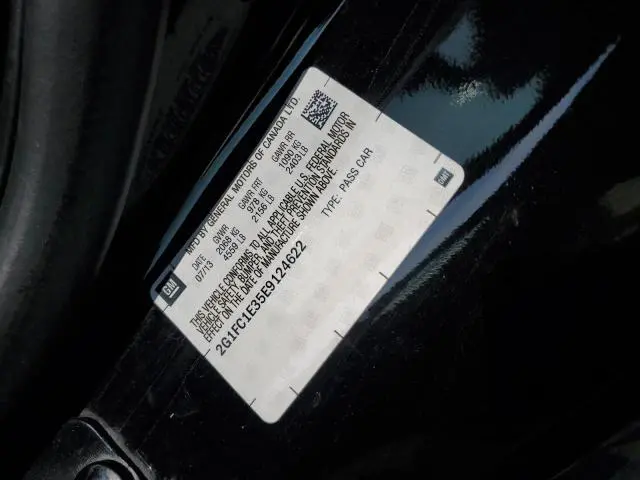 MFD BY GENERAL MOTORS OF CANADA LTD.
DATE GVWR GAWR FRT GAWR RR
07/13 2068 KG 978 KG 1090 KG
4559 LB 2156 LB 2403 LB
THIS VEHICLE CONFORMS TO ALL APPLICABLE U.S. FEDERAL MOTOR
VEHICLE SAFETY, BUMPER, AND THEFT PREVENTION STANDARDS IN
EFFECT ON THE DATE OF MANUFACTURE SHOWN ABOVE.
2G1FC1E35E9124622 TYPE: PASS CAR
GM
GM